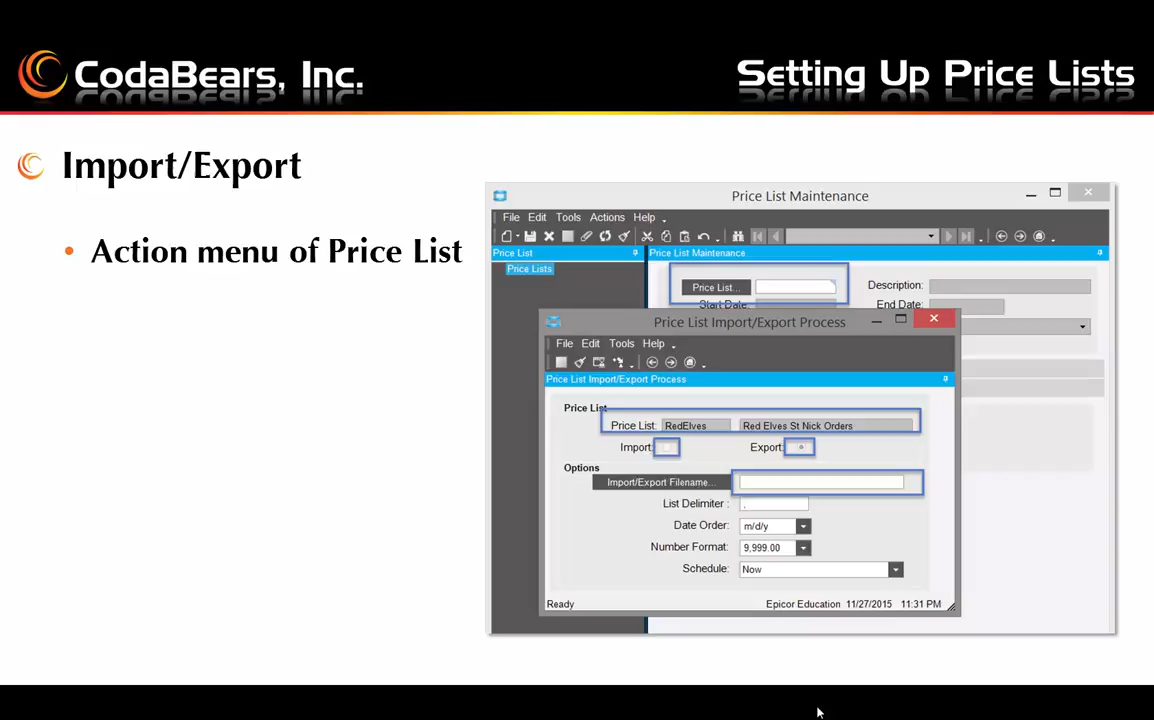 CodaBears, Inc.
Setting Up Price Lists
Import/Export
• Action menu of Price List
Price List Maintenance
File Edit Tools Actions Help
Price List
Price List Maintenance
Price Lists
Price List...
Description:
Start Date:
End Date:
Price List Import/Export Process
File Edit Tools Help
Price List Import/Export Process
Price List
Price List: RedElves Red Elves St Nick Orders
Import: Export:
Options
Import/Export Filename...
List Delimiter : ,
Date Order: m/d/y
Number Format: 9,999.00
Schedule: Now
Ready Epicor Education 11/27/2015 11:31 PM